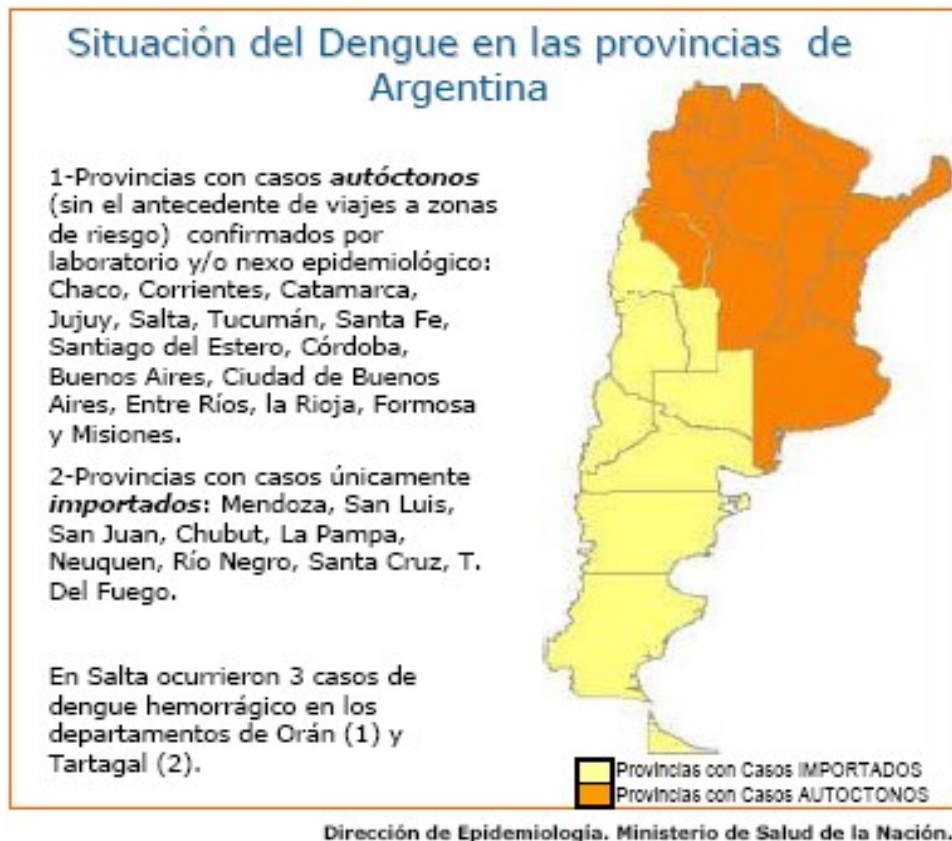 Situación del Dengue en las provincias de
Argentina
1-Provincias con casos autóctonos
(sin el antecedente de viajes a zonas
de riesgo) confirmados por
laboratorio y/o nexo epidemiológico:
Chaco, Corrientes, Catamarca,
Jujuy, Salta, Tucumán, Santa Fe,
Santiago del Estero, Córdoba,
Buenos Aires, Ciudad de Buenos
Aires, Entre Ríos, la Rioja, Formosa
y Misiones.
2-Provincias con casos únicamente
importados: Mendoza, San Luis,
San Juan, Chubut, La Pampa,
Neuquen, Río Negro, Santa Cruz, T.
Del Fuego.
En Salta ocurrieron 3 casos de
dengue hemorrágico en los
departamentos de Orán (1) y
Tartagal (2).
Provincias con Casos IMPORTADOS
Provincias con Casos AUTOCTONOS
Dirección de Epidemiología. Ministerio de Salud de la Nación.